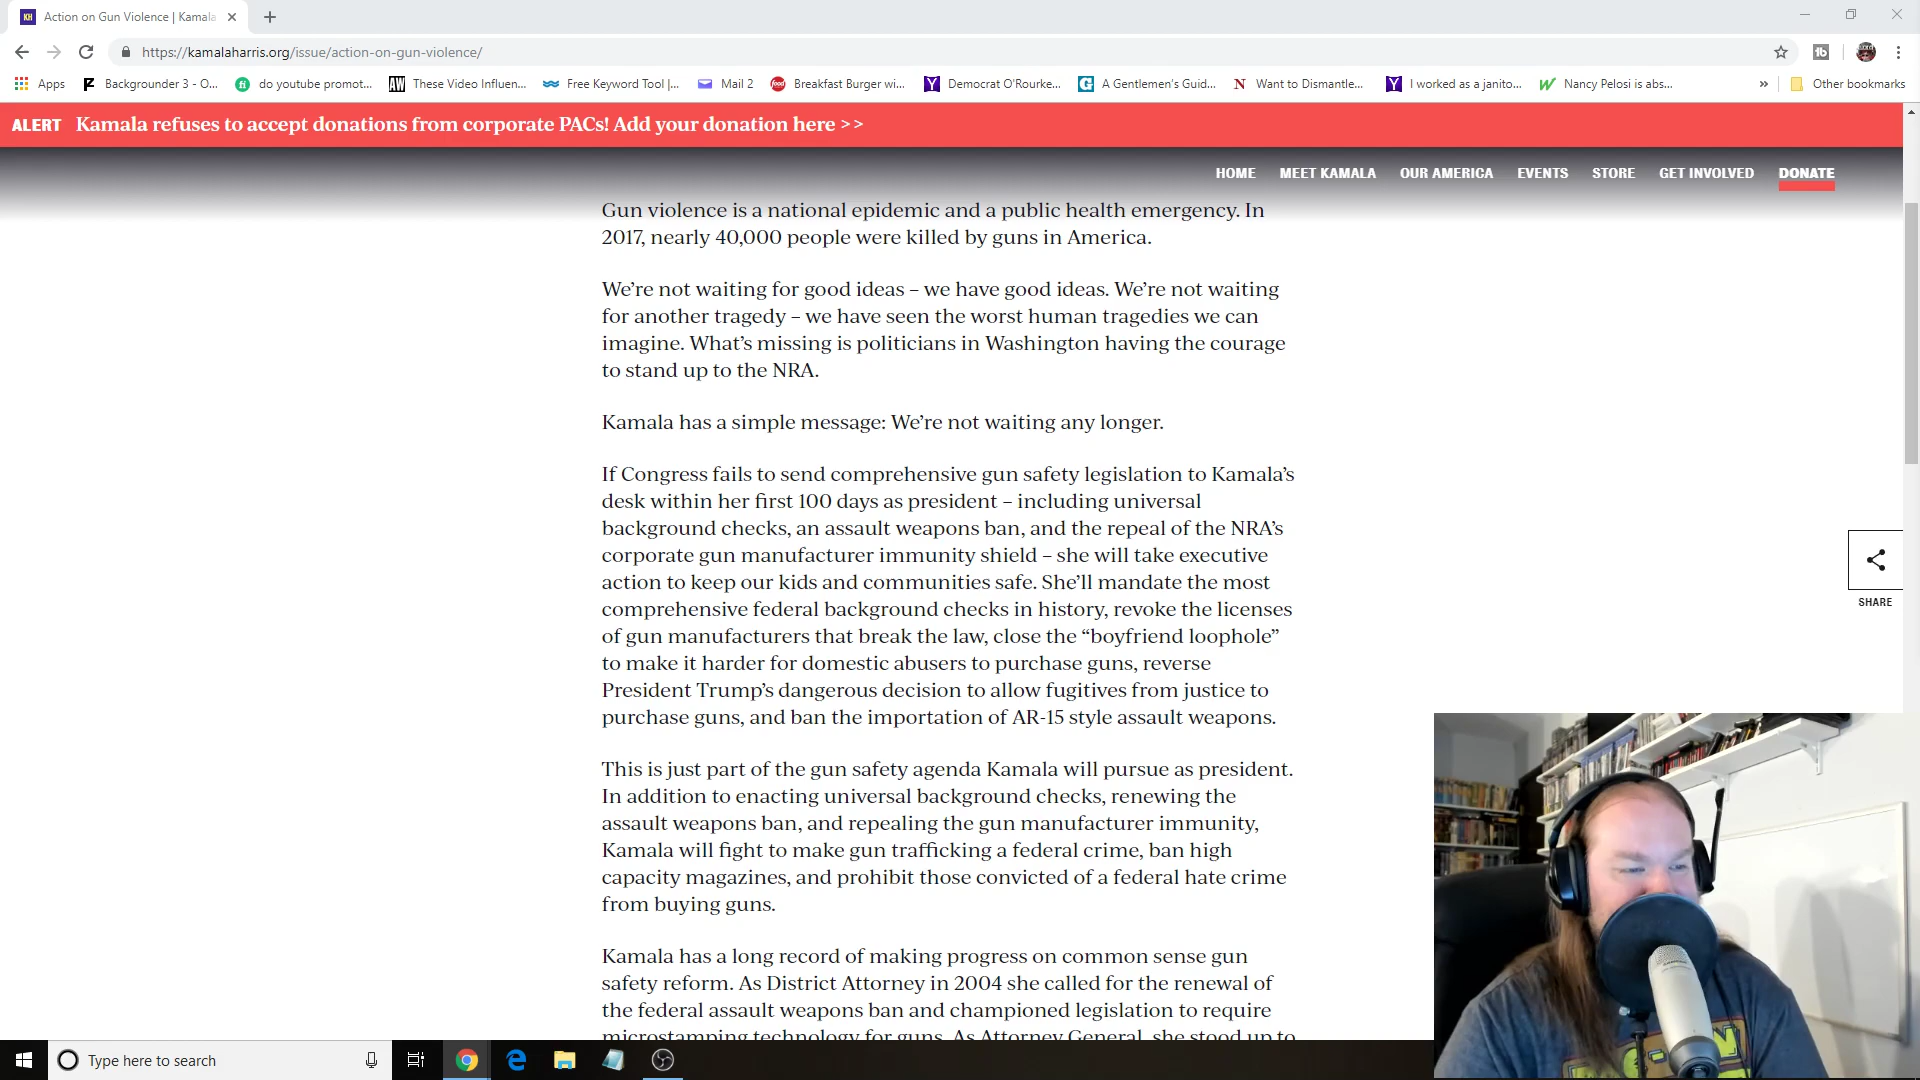 Action on Gun Violence | Kamala
https://kamalaharris.org/issue/action-on-gun-violence/
Apps
Backgrounder 3 - O...
do youtube promot...
AW
These Video Influen...
Free Keyword Tool |...
Mail 2
food
Breakfast Burger wi...
Democrat O'Rourke...
A Gentlemen's Guid...
N
Want to Dismantle...
I worked as a janito...
Nancy Pelosi is abs...
»
Other bookmarks
ALERT Kamala refuses to accept donations from corporate PACs! Add your donation here >>
HOME MEET KAMALA OUR AMERICA EVENTS STORE GET INVOLVED DONATE
Gun violence is a national epidemic and a public health emergency. In
2017, nearly 40,000 people were killed by guns in America.
We’re not waiting for good ideas – we have good ideas. We’re not waiting
for another tragedy – we have seen the worst human tragedies we can
imagine. What’s missing is politicians in Washington having the courage
to stand up to the NRA.
Kamala has a simple message: We’re not waiting any longer.
If Congress fails to send comprehensive gun safety legislation to Kamala’s
desk within her first 100 days as president – including universal
background checks, an assault weapons ban, and the repeal of the NRA’s
corporate gun manufacturer immunity shield – she will take executive
action to keep our kids and communities safe. She’ll mandate the most
comprehensive federal background checks in history, revoke the licenses
of gun manufacturers that break the law, close the “boyfriend loophole”
to make it harder for domestic abusers to purchase guns, reverse
President Trump’s dangerous decision to allow fugitives from justice to
purchase guns, and ban the importation of AR-15 style assault weapons.
SHARE
This is just part of the gun safety agenda Kamala will pursue as president.
In addition to enacting universal background checks, renewing the
assault weapons ban, and repealing the gun manufacturer immunity,
Kamala will fight to make gun trafficking a federal crime, ban high
capacity magazines, and prohibit those convicted of a federal hate crime
from buying guns.
Kamala has a long record of making progress on common sense gun
safety reform. As District Attorney in 2004 she called for the renewal of
the federal assault weapons ban and championed legislation to require
microstamping technology for guns. As Attorney General, she stood up to
Type here to search